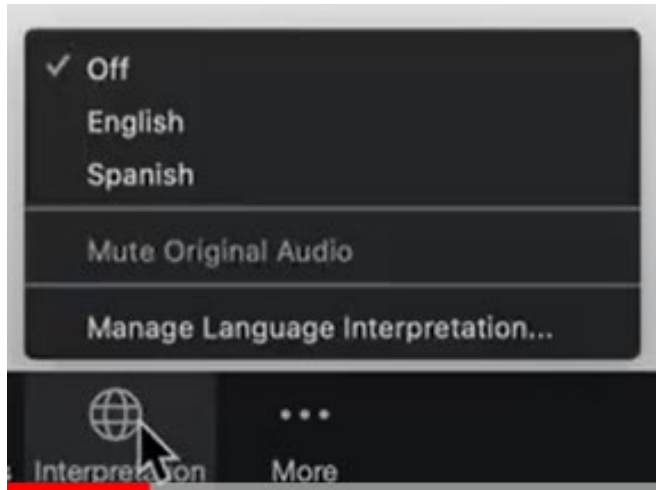 Off
English
Spanish
Mute Original Audio
Manage Language Interpretation...
Interpretation
More